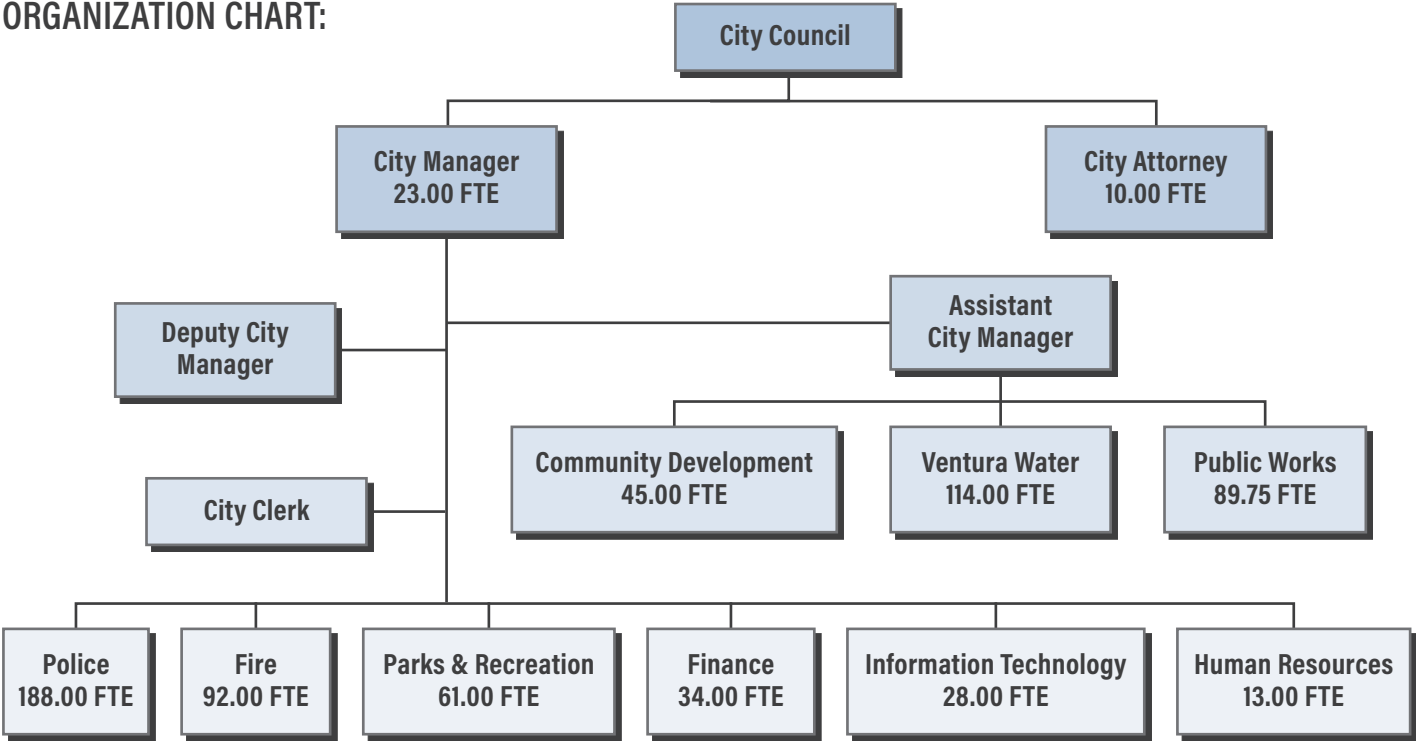 ORGANIZATION CHART:
City Council
City Manager
23.00 FTE
City Attorney
10.00 FTE
Deputy City
Manager
Assistant
City Manager
Community Development
45.00 FTE
Ventura Water
114.00 FTE
Public Works
89.75 FTE
City Clerk
Police
188.00 FTE
Fire
92.00 FTE
Parks & Recreation
61.00 FTE
Finance
34.00 FTE
Information Technology
28.00 FTE
Human Resources
13.00 FTE